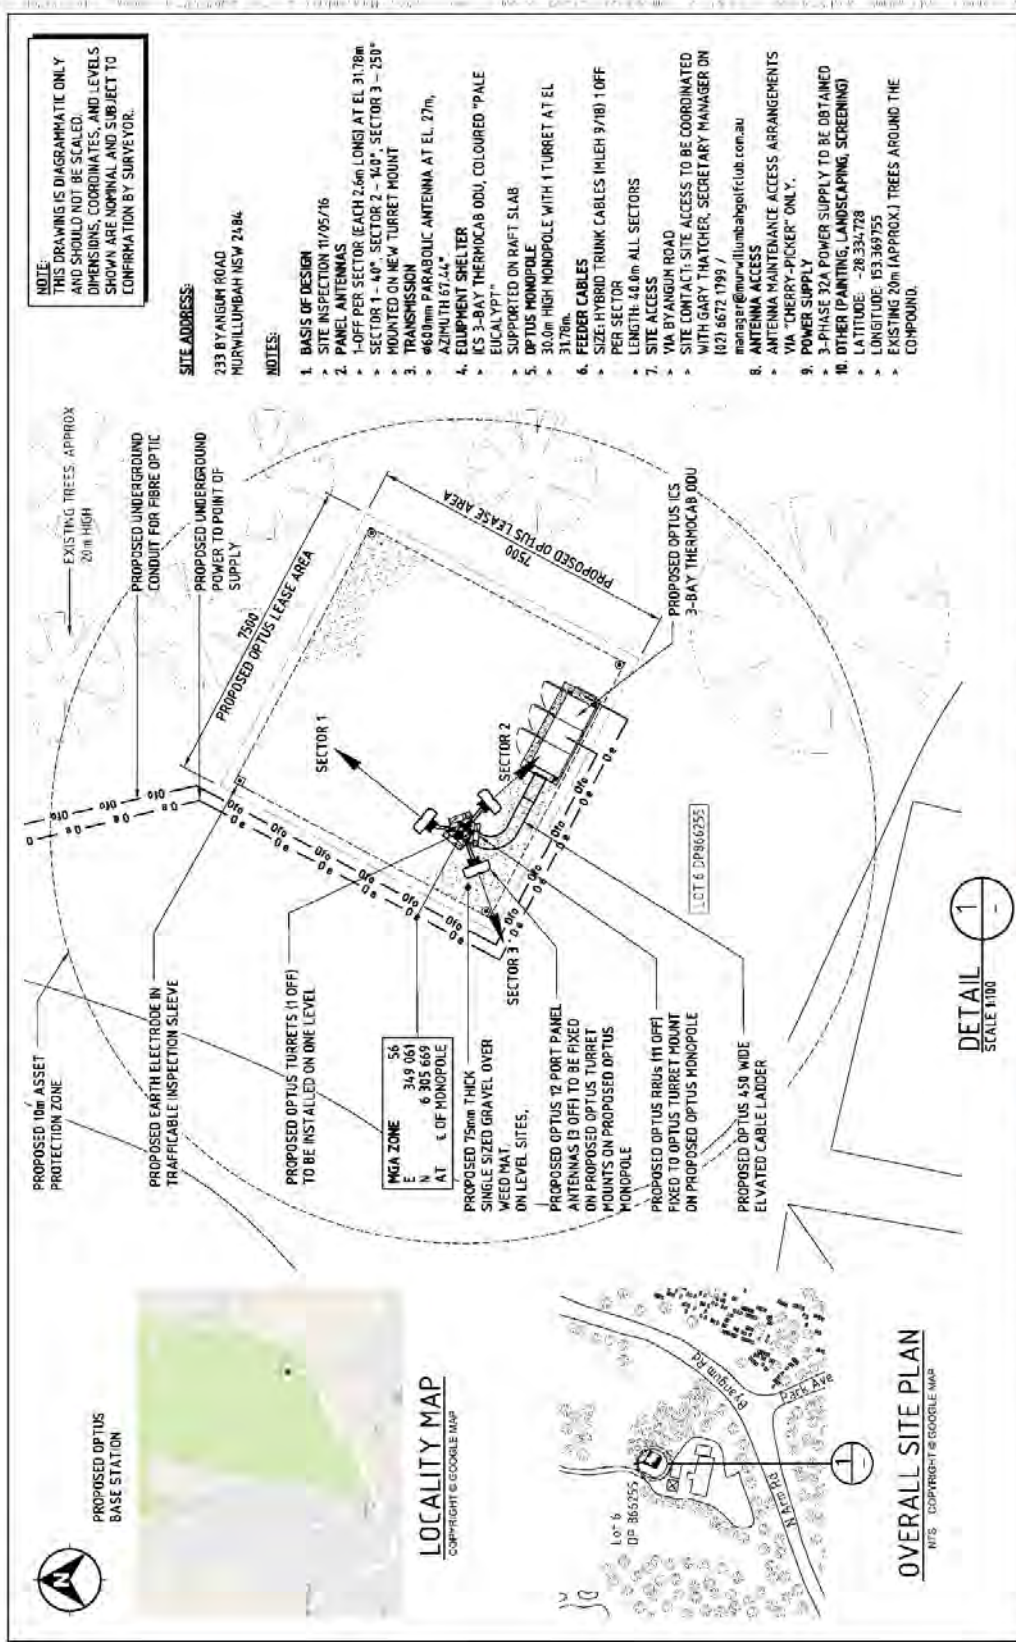 NOTE:
THIS DRAWING IS DIAGRAMMATIC ONLY
AND SHOULD NOT BE SCALED.
DIMENSIONS, COORDINATES, AND LEVELS
SHOWN ARE NOMINAL AND SUBJECT TO
CONFIRMATION BY SURVEYOR.
SITE ADDRESS:
233 BYANGUM ROAD
MURWILLUMBAH NSW 2484
NOTES:
1. BASIS OF DESIGN
> SITE INSPECTION 11/05/16
2. PANEL ANTENNAS
> 1-OFF PER SECTOR (EACH 2.6m LONG) AT EL 31.78m
> SECTOR 1 - 40°, SECTOR 2 - 140°, SECTOR 3 - 250°
> MOUNTED ON NEW TURRET MOUNT
3. TRANSMISSION
> ⌀600mm PARABOLIC ANTENNA AT EL. 27m,
AZIMUTH 67.44°
4. EQUIPMENT SHELTER
> ICS 3-BAY THERMOCAB ODU, COLOURED "PALE
EUCALYPT"
> SUPPORTED ON RAFT SLAB
5. OPTUS MONOPOLE
> 30.0m HIGH MONOPOLE WITH 1 TURRET AT EL
31.78m.
6. FEEDER CABLES
> SIZE: HYBRID TRUNK CABLES (MLEH 9/18) 1 OFF
PER SECTOR
> LENGTH: 44.0m ALL SECTORS
7. SITE ACCESS
> VIA BYANGUM ROAD
> SITE CONTACT: SITE ACCESS TO BE COORDINATED
WITH GARY THATCHER, SECRETARY MANAGER ON
(02) 6672 1799 /
manager@murwillumbahgolfclub.com.au
8. ANTENNA ACCESS
> ANTENNA MAINTENANCE ACCESS ARRANGEMENTS
VIA "CHERRY-PICKER" ONLY.
9. POWER SUPPLY
> 3-PHASE 32A POWER SUPPLY TO BE OBTAINED
10. OTHER (PAINTING, LANDSCAPING, SCREENING)
> LATITUDE: -28.334728
> LONGITUDE: 153.369755
> EXISTING 20m (APPROX.) TREES AROUND THE
COMPOUND.
EXISTING TREES, APPROX
20m HIGH
PROPOSED UNDERGROUND
CONDUIT FOR FIBRE OPTIC
PROPOSED UNDERGROUND
POWER TO POINT OF
SUPPLY
7500
PROPOSED OPTUS LEASE AREA
7500
PROPOSED OPTUS LEASE AREA
PROPOSED OPTUS ICS
3-BAY THERMOCAB ODU
SECTOR 1
SECTOR 2
SECTOR 3
LOT 6 DP866255
PROPOSED 10m ASSET
PROTECTION ZONE
PROPOSED EARTH ELECTRODE IN
TRAFFICABLE INSPECTION SLEEVE
PROPOSED OPTUS TURRETS (1 OFF)
TO BE INSTALLED ON ONE LEVEL
MGA ZONE 56
E 349 061
N 6 305 669
AT ℄ OF MONOPOLE
PROPOSED 75mm THICK
SINGLE SIZED GRAVEL OVER
WEED MAT.
ON LEVEL SITES,
PROPOSED OPTUS 12 PORT PANEL
ANTENNAS (3 OFF) TO BE FIXED
ON PROPOSED OPTUS TURRET
MOUNTS ON PROPOSED OPTUS
MONOPOLE
PROPOSED OPTUS RRUs (11 OFF)
FIXED TO OPTUS TURRET MOUNT
ON PROPOSED OPTUS MONOPOLE
PROPOSED OPTUS 450 WIDE
ELVATED CABLE LADDER
DETAIL
SCALE 1:100
1
-
N
PROPOSED OPTUS
BASE STATION
LOCALITY MAP
COPYRIGHT © GOOGLE MAP
Lot 6
DP 866255
Byangum Rd
Park Ave
N Arm Rd
1
-
OVERALL SITE PLAN
NTS COPYRIGHT © GOOGLE MAP